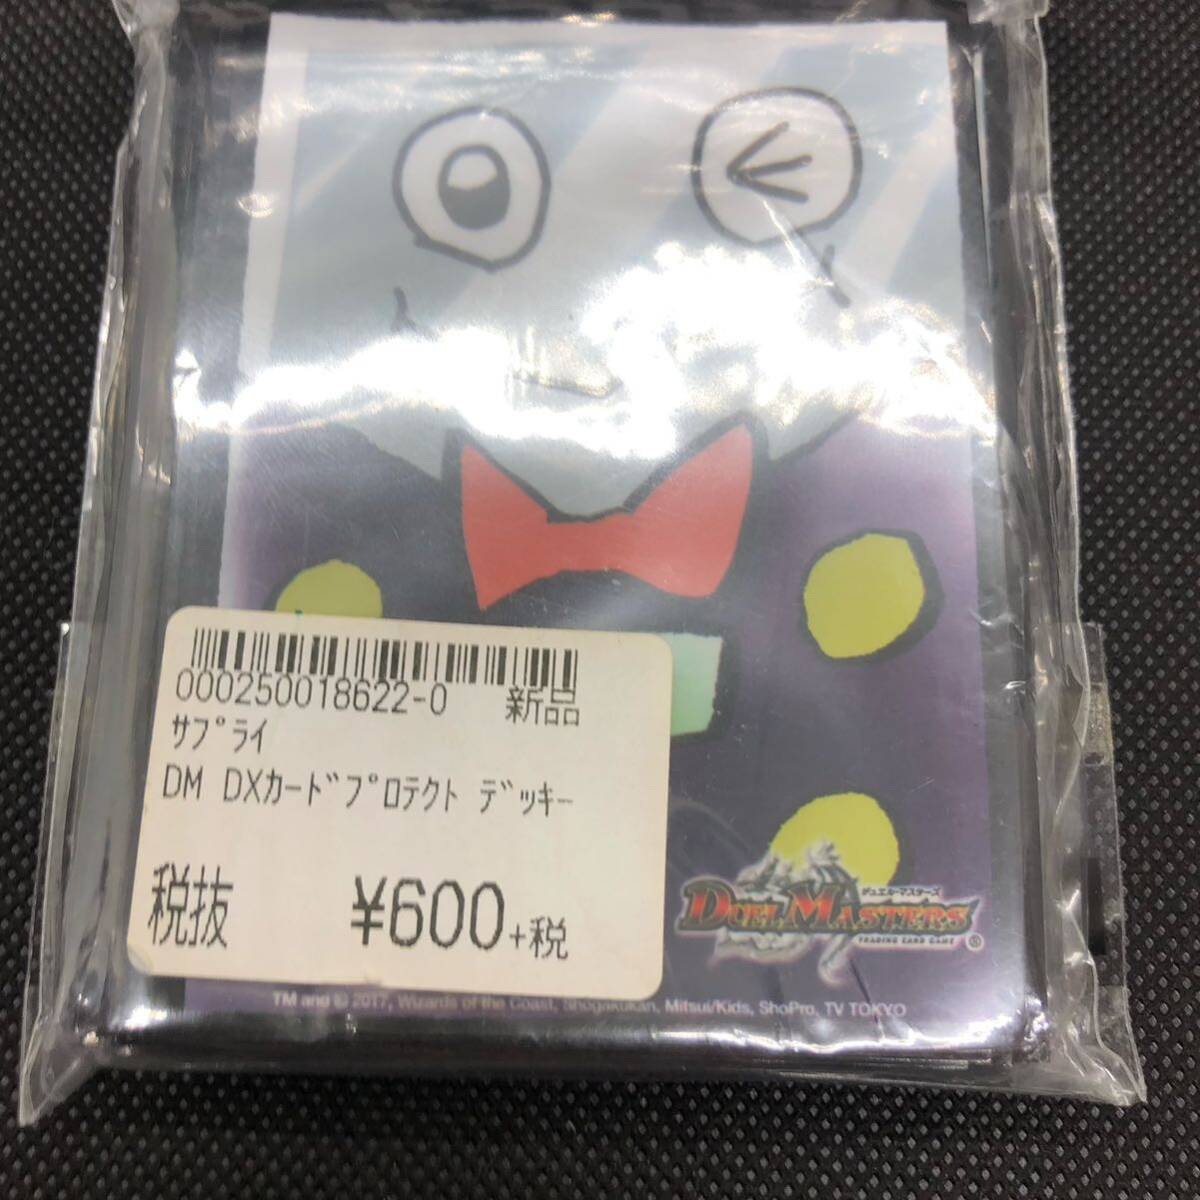 000250018622-0 新品
ｻﾌﾟﾗｲ
DM DXｶｰﾄﾞﾌﾟﾛﾃｸﾄ ﾃﾞｯｷｰ
税抜 ¥600+税
デュエル・マスターズ
DUEL MASTERS
TRADING CARD GAME
TM and © 2017, Wizards of the Coast, Shogakukan, Mitsui/Kids, ShoPro, TV TOKYO